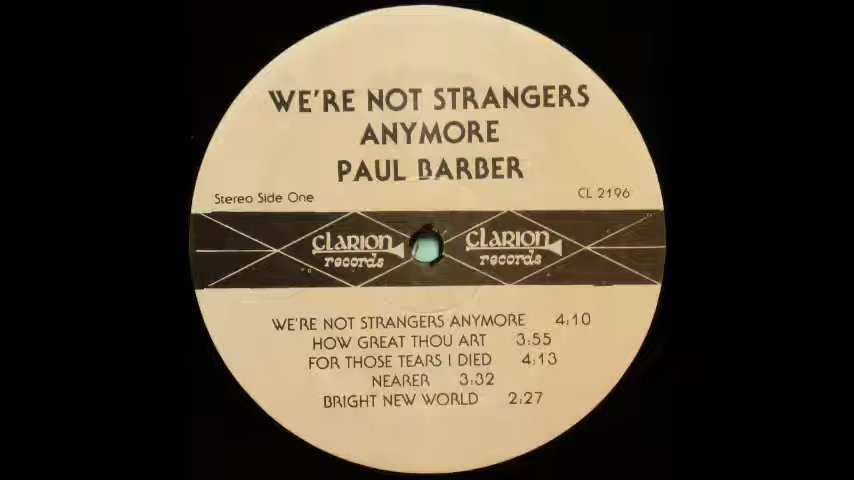 WE'RE NOT STRANGERS
ANYMORE
PAUL BARBER
Stereo Side One
CL 2196
CLARION
records
CLARION
records
WE'RE NOT STRANGERS ANYMORE 4:10
HOW GREAT THOU ART 3:55
FOR THOSE TEARS I DIED 4:13
NEARER 3:32
BRIGHT NEW WORLD 2:27